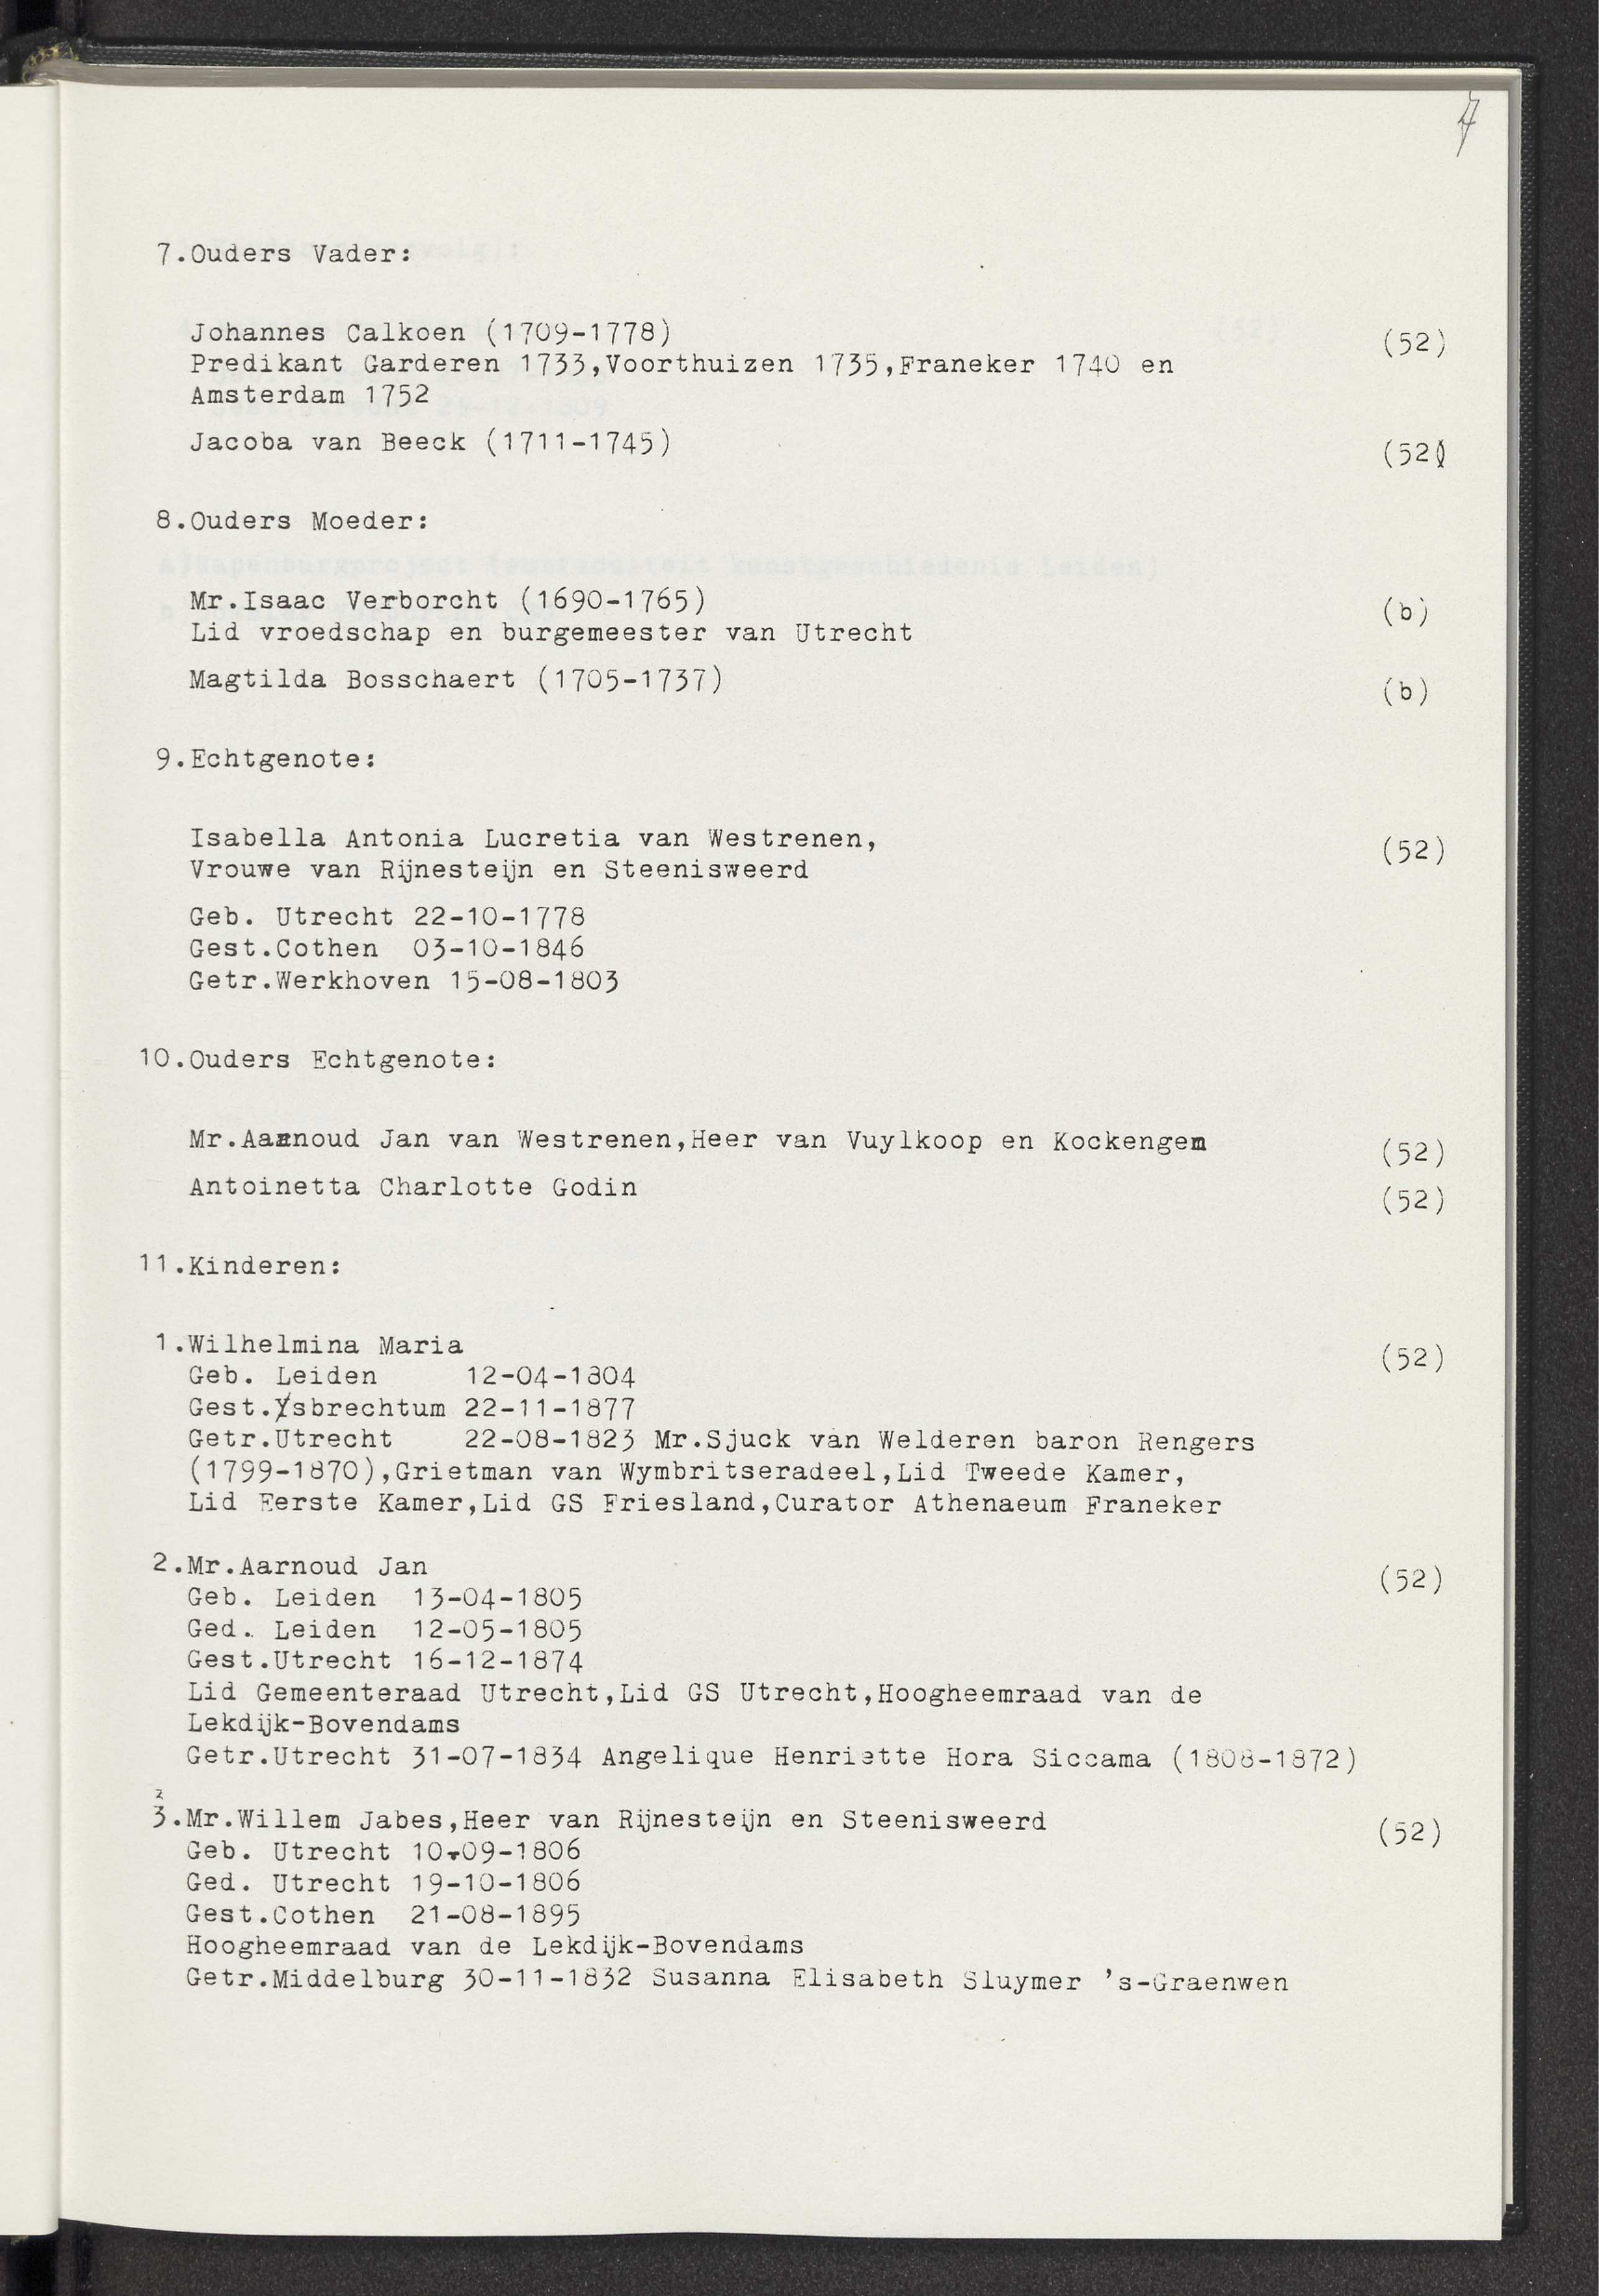 7
7.Ouders Vader:
Johannes Calkoen (1709-1778) (52)
Predikant Garderen 1733,Voorthuizen 1735,Franeker 1740 en
Amsterdam 1752
Jacoba van Beeck (1711-1745) (52)
8.Ouders Moeder:
Mr.Isaac Verborcht (1690-1765) (b)
Lid vroedschap en burgemeester van Utrecht
Magtilda Bosschaert (1705-1737) (b)
9.Echtgenote:
Isabella Antonia Lucretia van Westrenen, (52)
Vrouwe van Rijnesteijn en Steenisweerd
Geb. Utrecht 22-10-1778
Gest.Cothen 03-10-1846
Getr.Werkhoven 15-08-1803
10.Ouders Echtgenote:
Mr.Aarnoud Jan van Westrenen,Heer van Vuylkoop en Kockengen (52)
Antoinetta Charlotte Godin (52)
11.Kinderen:
1.Wilhelmina Maria (52)
Geb. Leiden 12-04-1804
Gest.Ysbrechtum 22-11-1877
Getr.Utrecht 22-08-1823 Mr.Sjuck van Welderen baron Rengers
(1799-1870),Grietman van Wymbritseradeel,Lid Tweede Kamer,
Lid Eerste Kamer,Lid GS Friesland,Curator Athenaeum Franeker
2.Mr.Aarnoud Jan (52)
Geb. Leiden 13-04-1805
Ged. Leiden 12-05-1805
Gest.Utrecht 16-12-1874
Lid Gemeenteraad Utrecht,Lid GS Utrecht,Hoogheemraad van de
Lekdijk-Bovendams
Getr.Utrecht 31-07-1834 Angelique Henriette Hora Siccama (1808-1872)
2
3.Mr.Willem Jabes,Heer van Rijnesteijn en Steenisweerd (52)
Geb. Utrecht 10-09-1806
Ged. Utrecht 19-10-1806
Gest.Cothen 21-08-1895
Hoogheemraad van de Lekdijk-Bovendams
Getr.Middelburg 30-11-1832 Susanna Elisabeth Sluymer 's-Graenwen